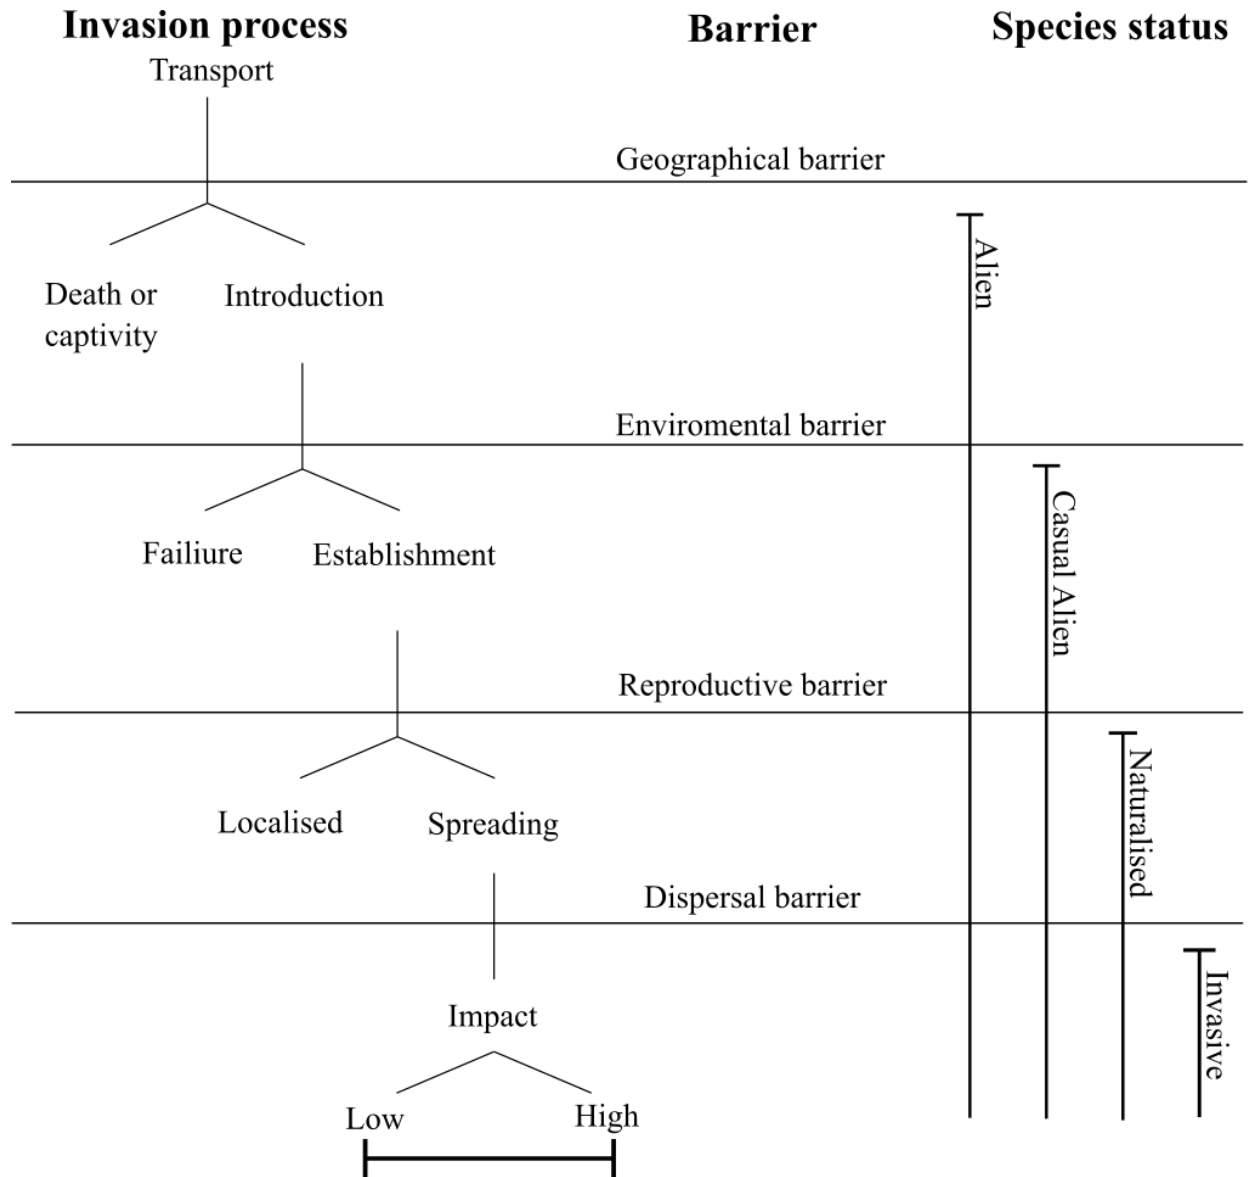 Invasion process
Barrier
Species status
Transport
Geographical barrier
Alien
Death or
captivity
Introduction
Enviromental barrier
Casual Alien
Failiure
Establishment
Reproductive barrier
Naturalised
Localised
Spreading
Dispersal barrier
Invasive
Impact
Low
High